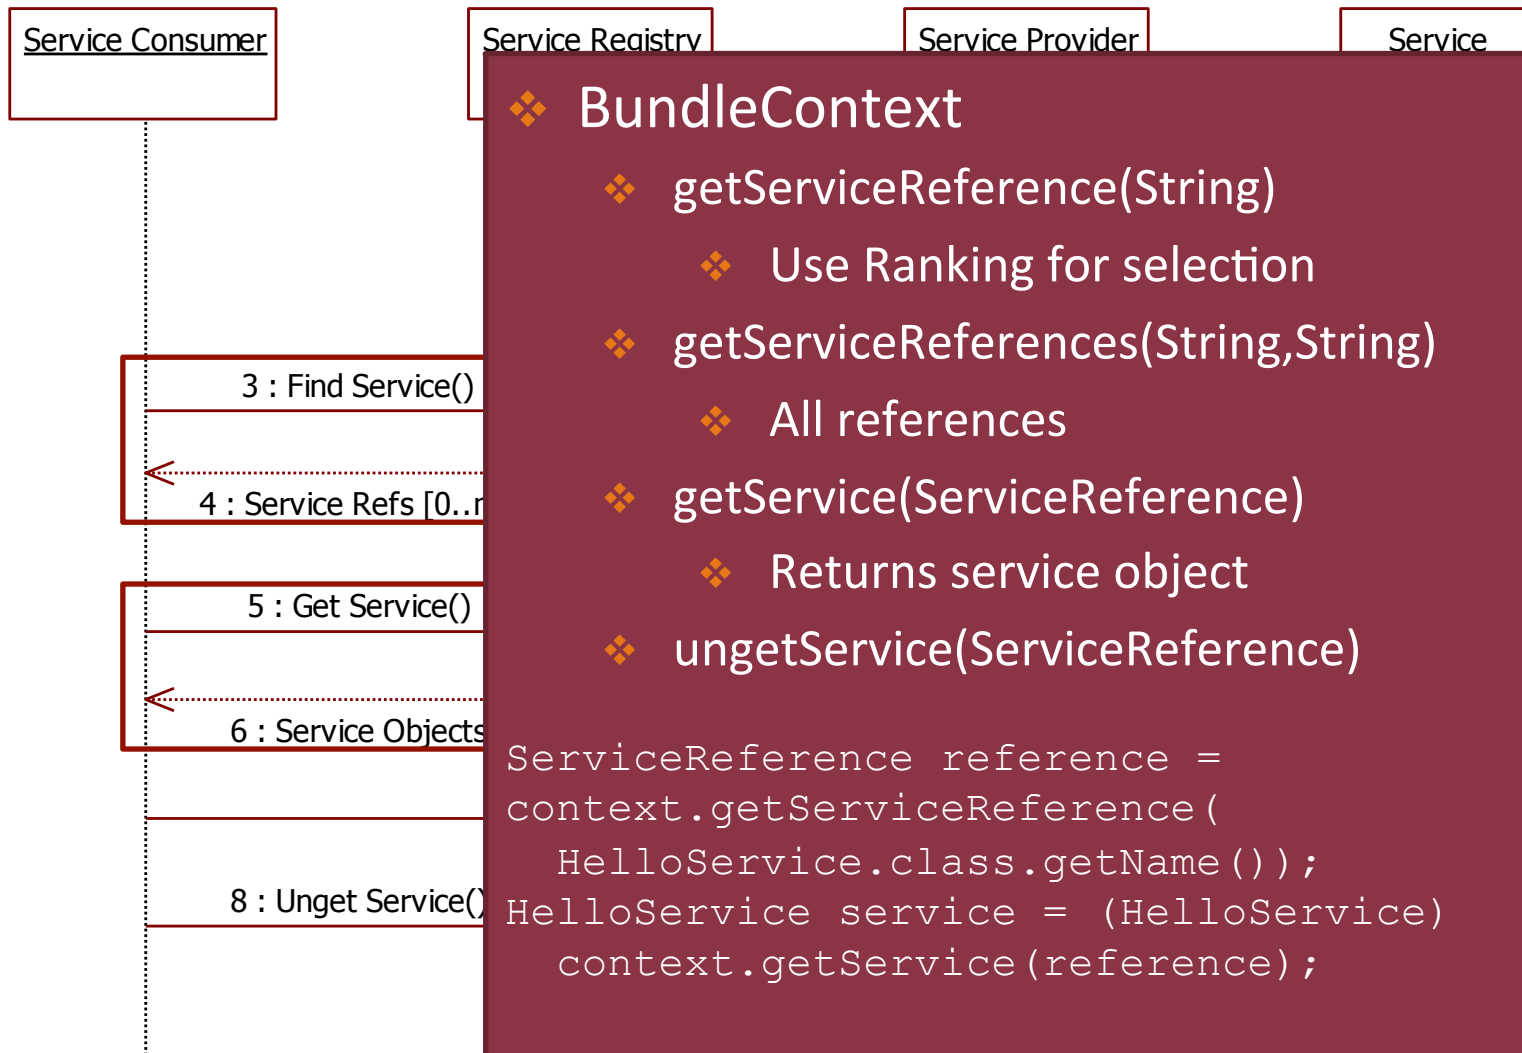 Service Consumer
Service Registry
Service Provider
Service
BundleContext
getServiceReference(String)
Use Ranking for selection
getServiceReferences(String,String)
All references
getService(ServiceReference)
Returns service object
ungetService(ServiceReference)
ServiceReference reference =
context.getServiceReference(
HelloService.class.getName());
HelloService service = (HelloService)
context.getService(reference);
3 : Find Service()
4 : Service Refs [0..
5 : Get Service()
6 : Service Objects
8 : Unget Service()